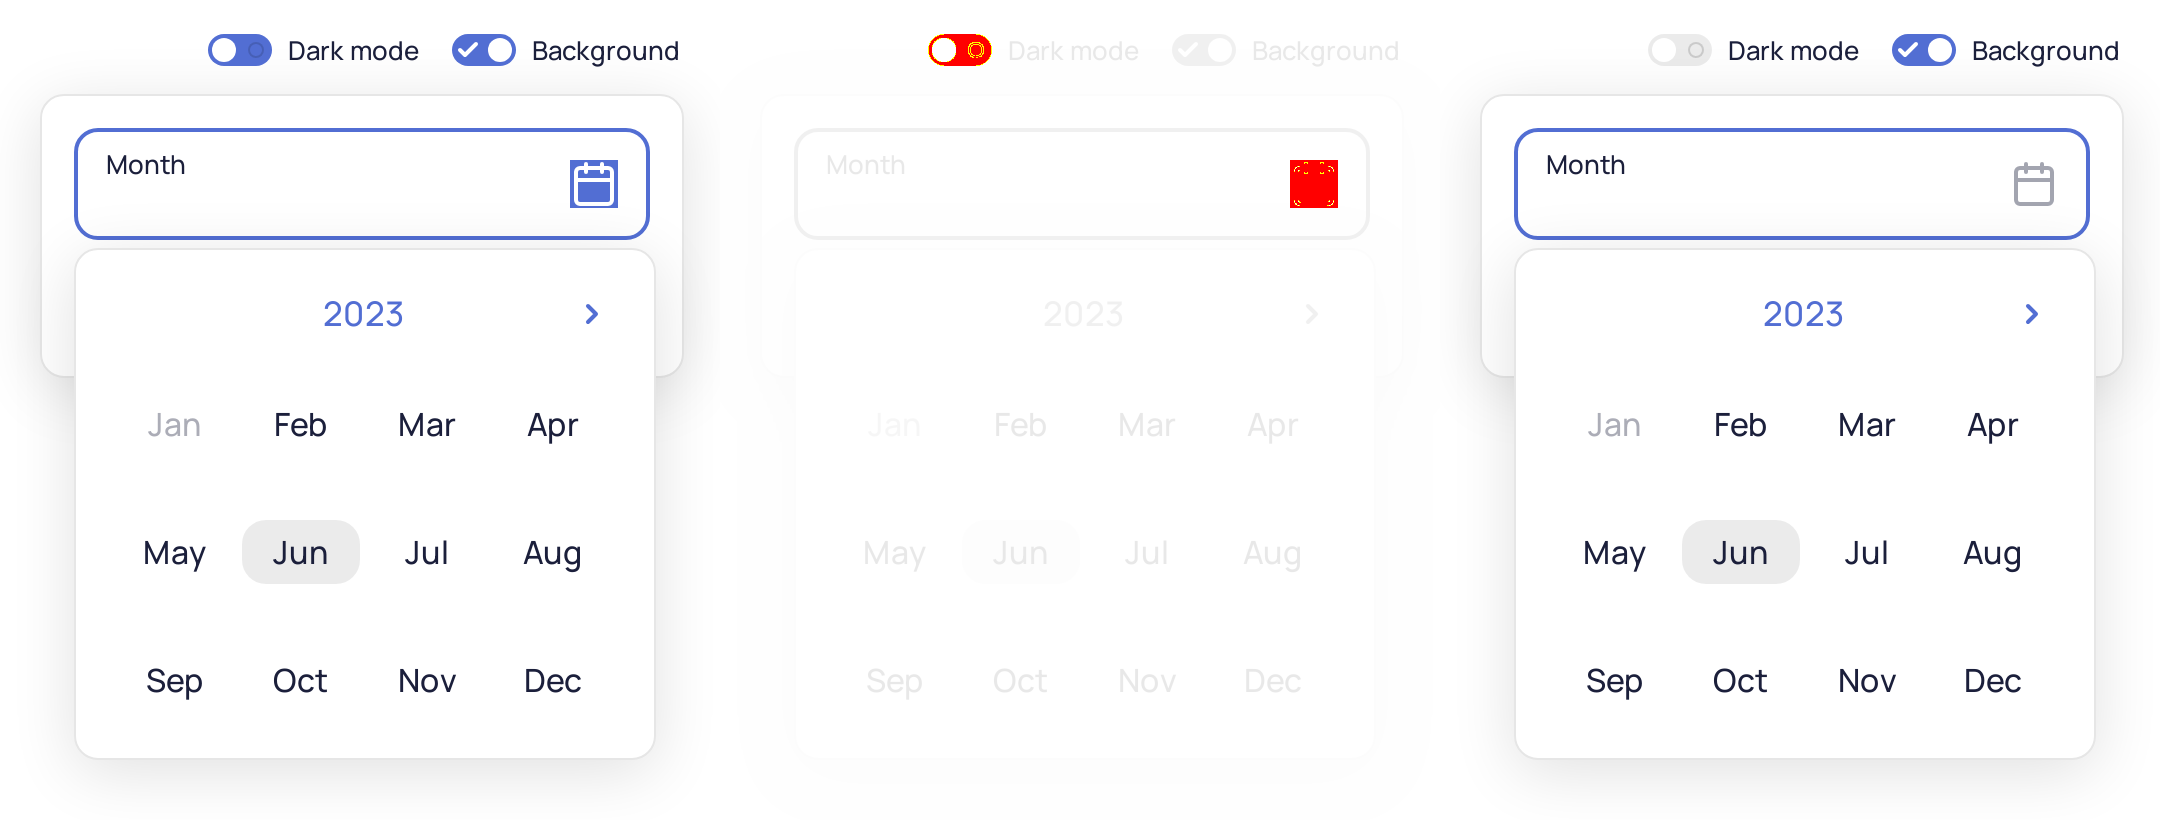 Dark mode Background Dark mode Background Dark mode Background
Month Month Month
2023 2023 2023
Jan Feb Mar Apr Jan Feb Mar Apr Jan Feb Mar Apr
May Jun Jul Aug May Jun Jul Aug May Jun Jul Aug
Sep Oct Nov Dec Sep Oct Nov Dec Sep Oct Nov Dec